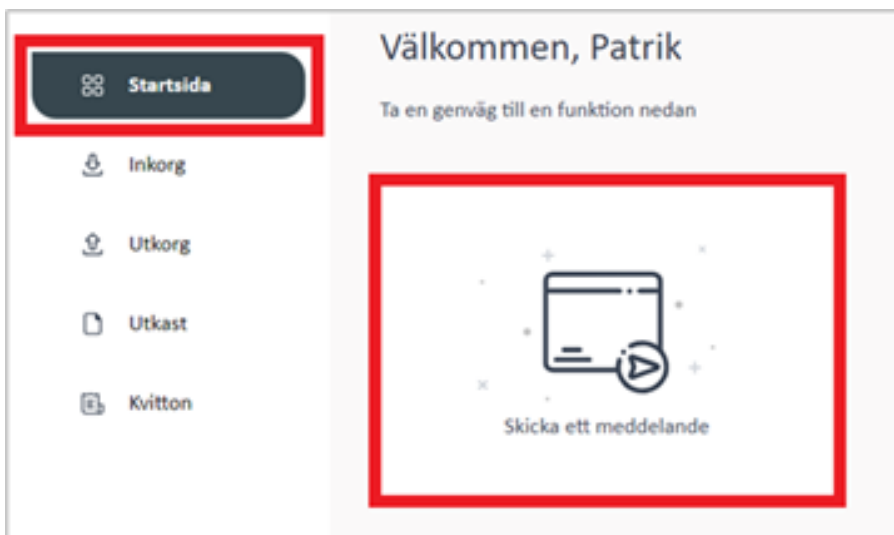 Startsida
Inkorg
Utkorg
Utkast
Kvitton
Välkommen, Patrik
Ta en genväg till en funktion nedan
Skicka ett meddelande